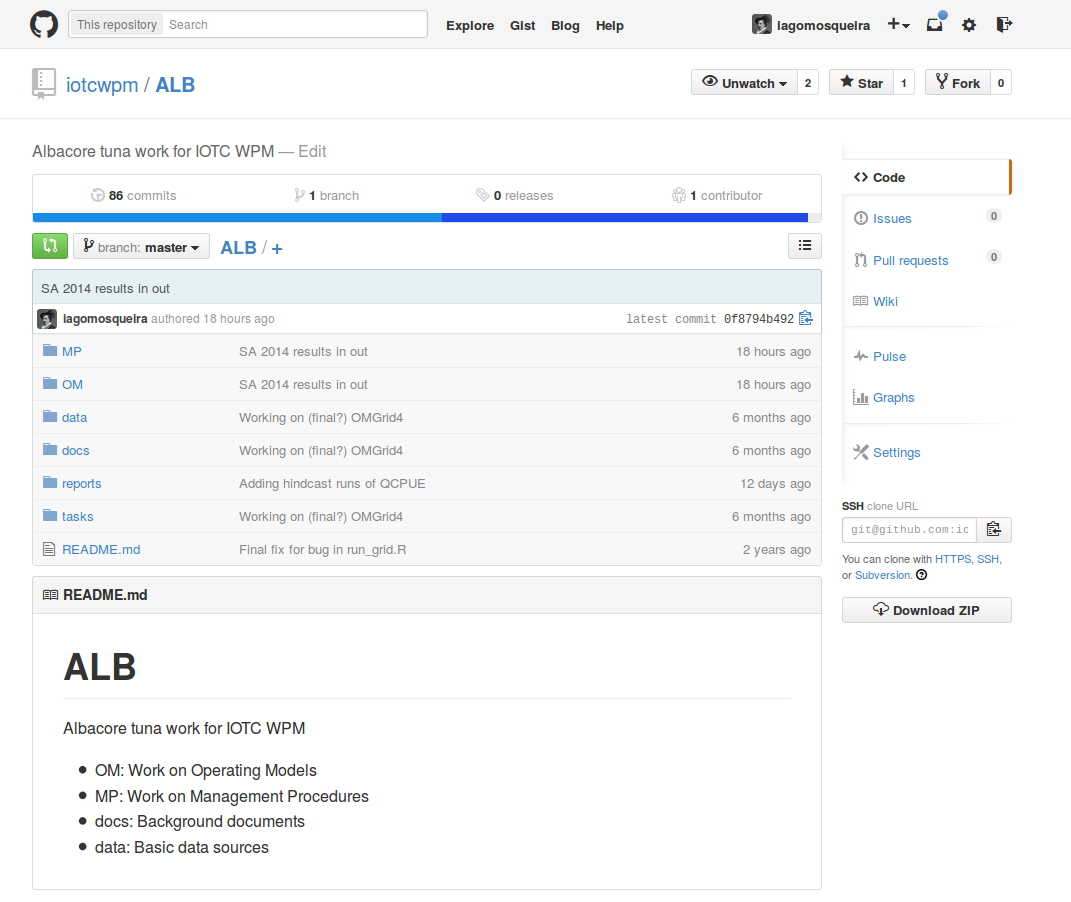 This repository Search Explore Gist Blog Help iagomosqueira
iotcwpm / ALB Unwatch 2 Star 1 Fork 0
Albacore tuna work for IOTC WPM — Edit
86 commits 1 branch 0 releases 1 contributor
branch: master ALB / +
SA 2014 results in out
iagomosqueira authored 18 hours ago latest commit 0f8794b492
MP SA 2014 results in out 18 hours ago
OM SA 2014 results in out 18 hours ago
data Working on (final?) OMGrid4 6 months ago
docs Working on (final?) OMGrid4 6 months ago
reports Adding hindcast runs of QCPUE 12 days ago
tasks Working on (final?) OMGrid4 6 months ago
README.md Final fix for bug in run_grid.R 2 years ago
README.md
ALB
Albacore tuna work for IOTC WPM
OM: Work on Operating Models
MP: Work on Management Procedures
docs: Background documents
data: Basic data sources
Code
Issues 0
Pull requests 0
Wiki
Pulse
Graphs
Settings
SSH clone URL
git@github.com:io
You can clone with HTTPS, SSH,
or Subversion.
Download ZIP